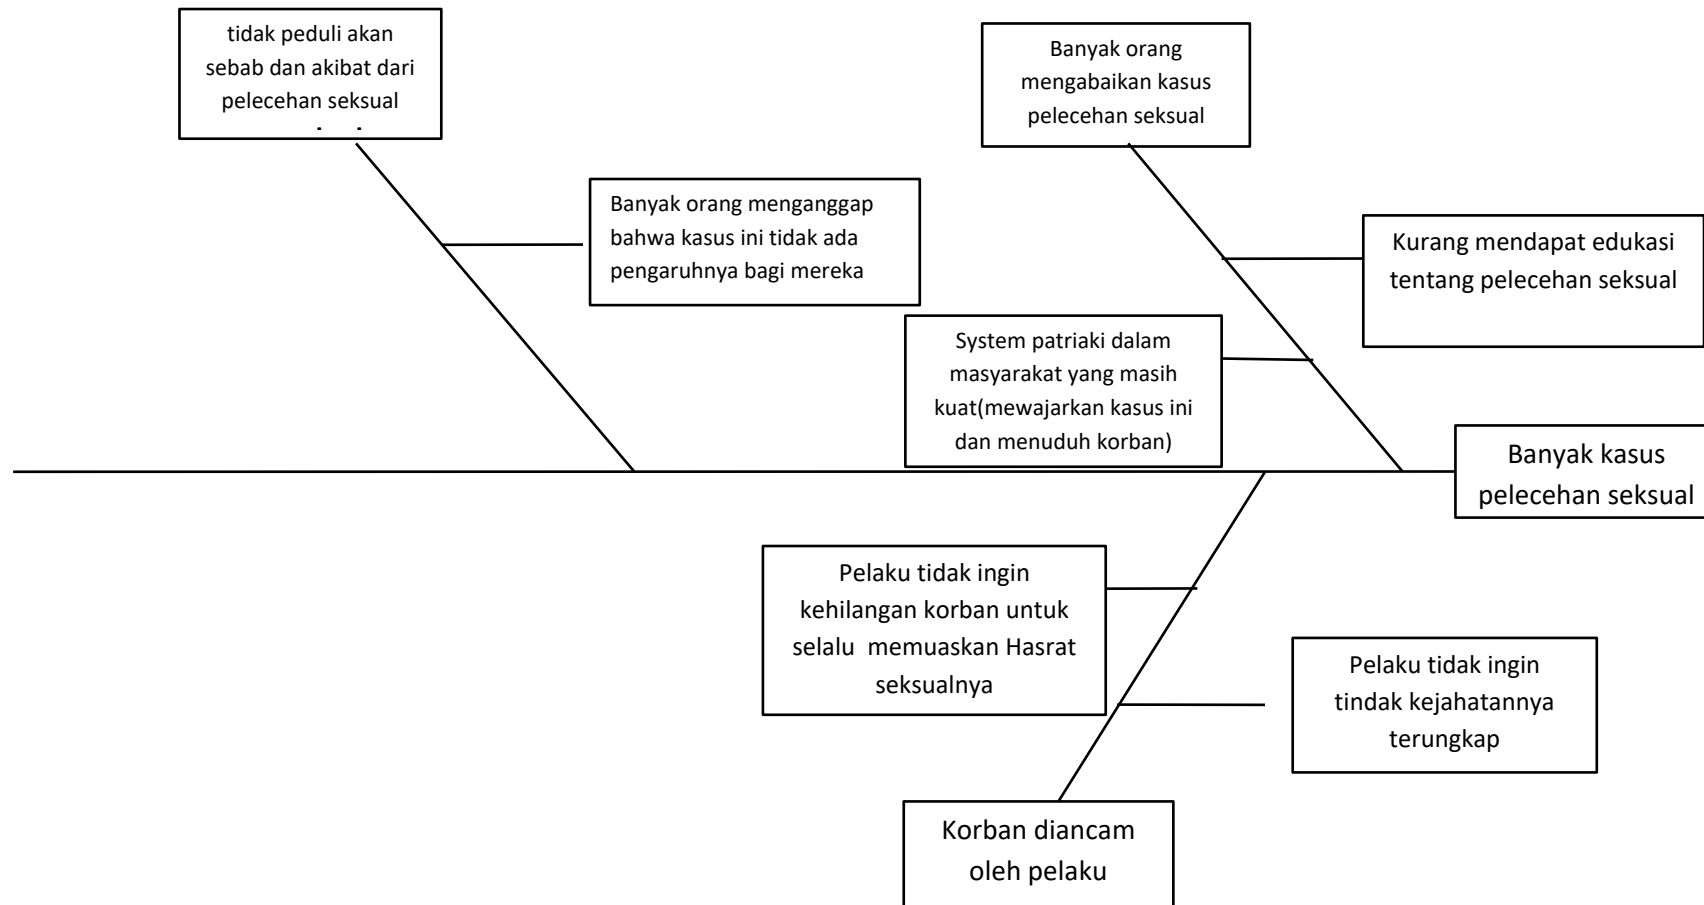 tidak peduli akan
sebab dan akibat dari
pelecehan seksual
Banyak orang
mengabaikan kasus
pelecehan seksual
Banyak orang menganggap
bahwa kasus ini tidak ada
pengaruhnya bagi mereka
Kurang mendapat edukasi
tentang pelecehan seksual
System patriaki dalam
masyarakat yang masih
kuat(mewajarkan kasus ini
dan menuduh korban)
Banyak kasus
pelecehan seksual
Pelaku tidak ingin
kehilangan korban untuk
selalu  memuaskan Hasrat
seksualnya
Pelaku tidak ingin
tindak kejahatannya
terungkap
Korban diancam
oleh pelaku